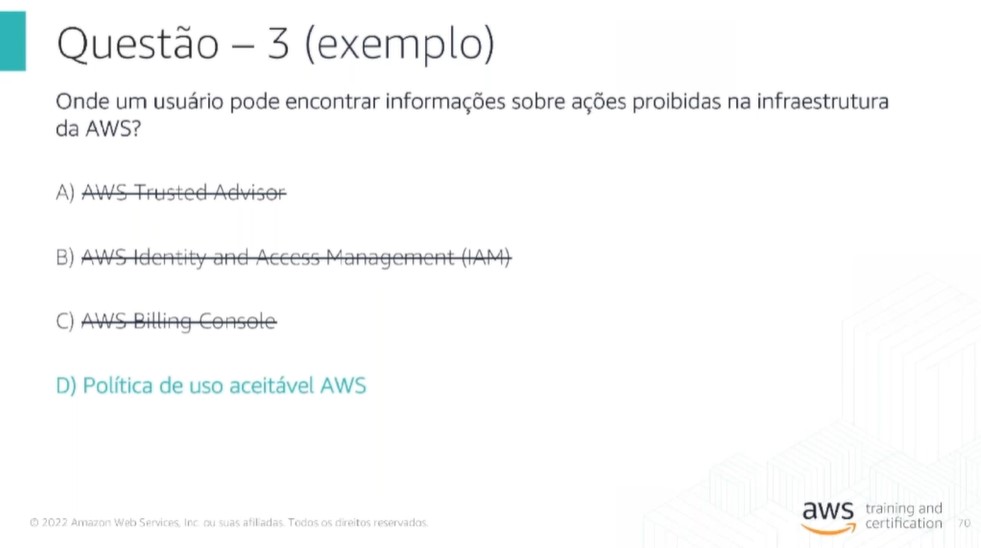 Questão – 3 (exemplo)
Onde um usuário pode encontrar informações sobre ações proibidas na infraestrutura
da AWS?
A) AWS Trusted Advisor
B) AWS Identity and Access Management (IAM)
C) AWS Billing Console
D) Política de uso aceitável AWS
© 2022 Amazon Web Services, Inc. ou suas afiliadas. Todos os direitos reservados.
aws training and
certification
70